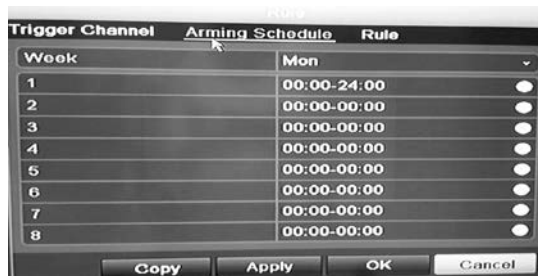 Rule
Trigger Channel Arming Schedule Rule
Week Mon
1 00:00-24:00
2 00:00-00:00
3 00:00-00:00
4 00:00-00:00
5 00:00-00:00
6 00:00-00:00
7 00:00-00:00
8 00:00-00:00
Copy Apply OK Cancel